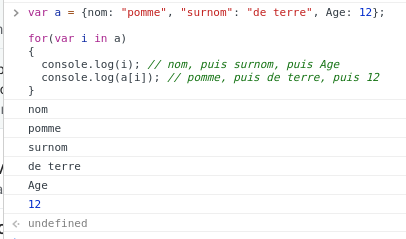 var a = {nom: "pomme", "surnom": "de terre", Age: 12};
for(var i in a)
{
console.log(i); // nom, puis surnom, puis Age
console.log(a[i]); // pomme, puis de terre, puis 12
}
nom
pomme
surnom
de terre
Age
12
undefined